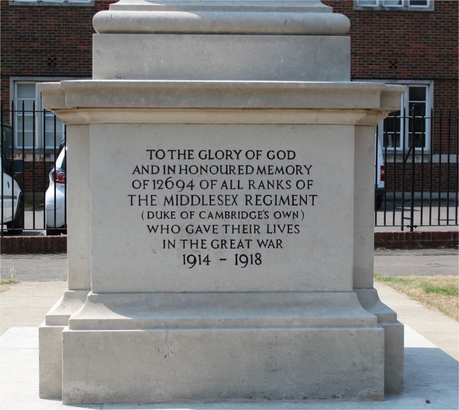 TO THE GLORY OF GOD
AND IN HONOURED MEMORY
OF 12694 OF ALL RANKS OF
THE MIDDLESEX REGIMENT
(DUKE OF CAMBRIDGE'S OWN)
WHO GAVE THEIR LIVES
IN THE GREAT WAR
1914 - 1918